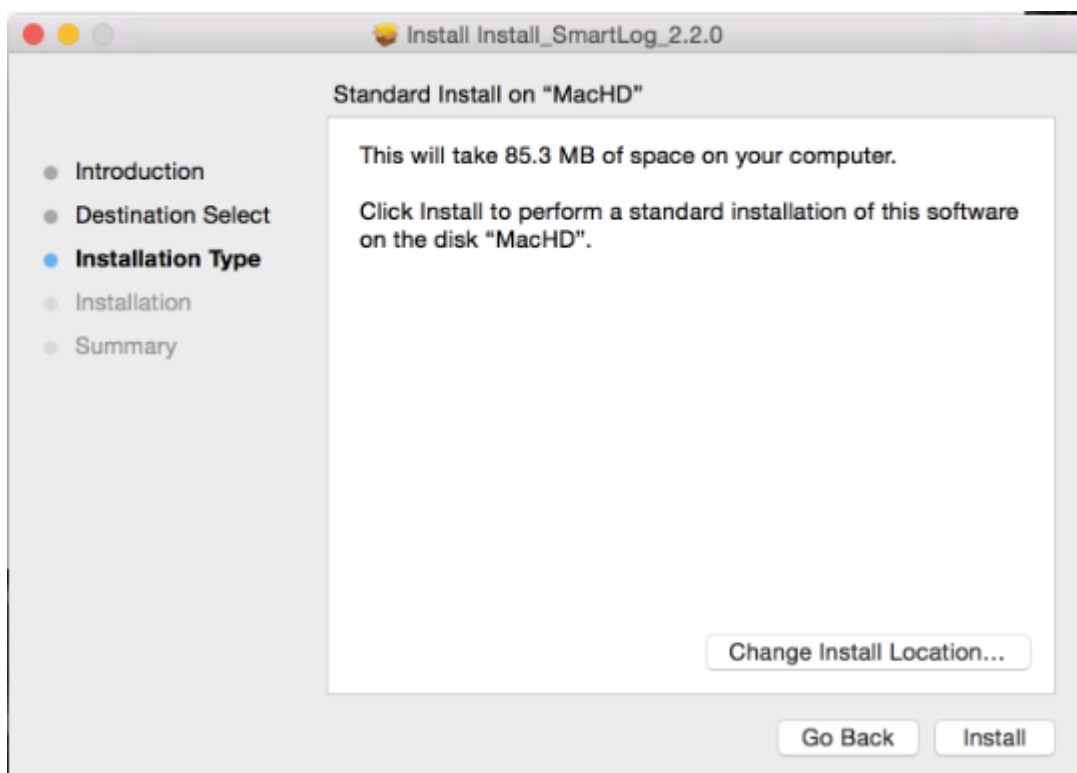 Install Install_SmartLog_2.2.0
Standard Install on “MacHD”
Introduction
Destination Select
Installation Type
Installation
Summary
This will take 85.3 MB of space on your computer.
Click Install to perform a standard installation of this software
on the disk “MacHD”.
Change Install Location...
Go Back
Install